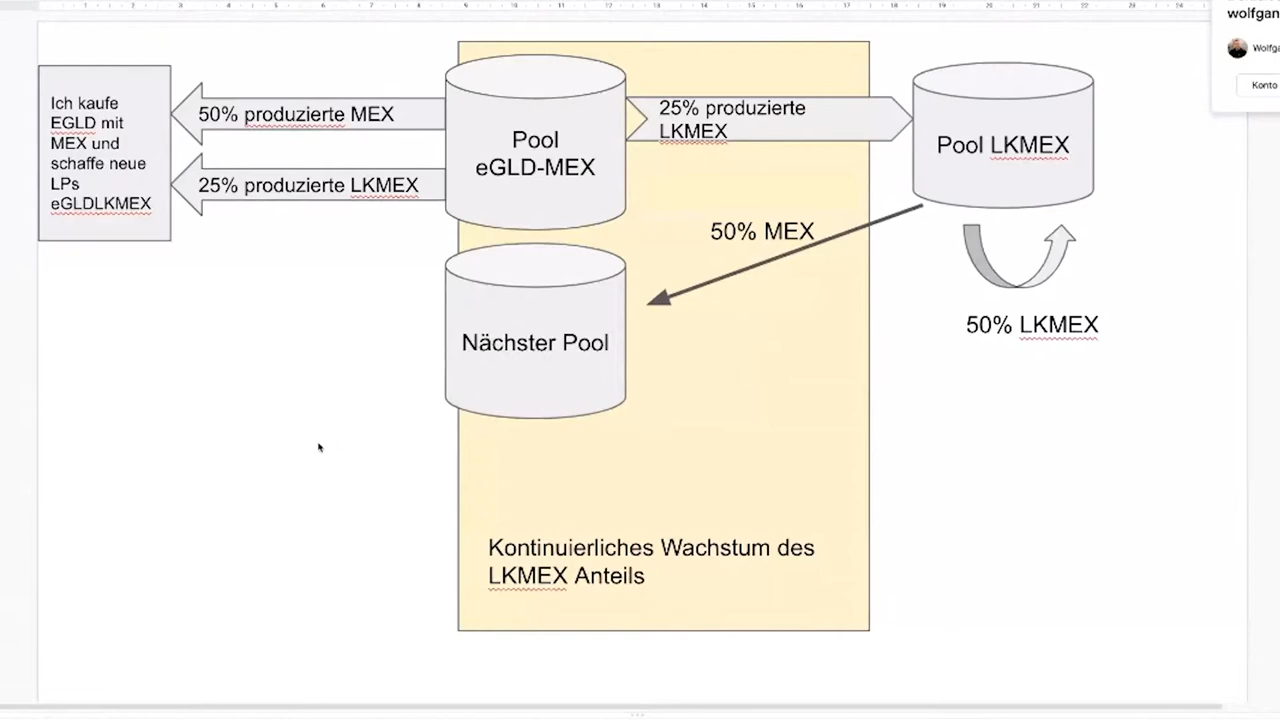 wolfgan
Wolfga
Konto
Ich kaufe
EGLD mit
MEX und
schaffe neue
LPs
eGLDLKMEX
50% produzierte MEX
25% produzierte LKMEX
Pool
eGLD-MEX
25% produzierte
LKMEX
Pool LKMEX
50% MEX
50% LKMEX
Nächster Pool
Kontinuierliches Wachstum des
LKMEX Anteils